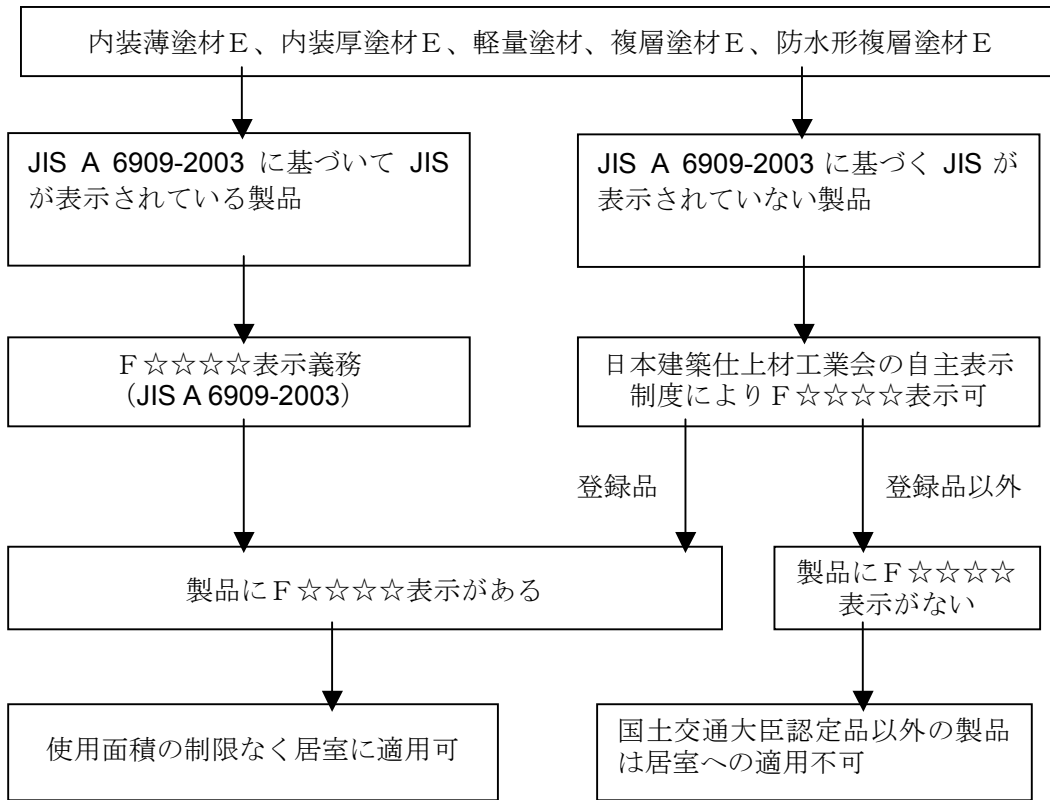 内装薄塗材Ｅ、内装厚塗材Ｅ、軽量塗材、複層塗材Ｅ、防水形複層塗材Ｅ
JIS A 6909-2003 に基づいて JIS
が表示されている製品
JIS A 6909-2003 に基づく JIS が
表示されていない製品
Ｆ☆☆☆☆表示義務
（JIS A 6909-2003）
日本建築仕上材工業会の自主表示
制度によりＦ☆☆☆☆表示可
登録品
登録品以外
製品にＦ☆☆☆☆表示がある
製品にＦ☆☆☆☆
表示がない
使用面積の制限なく居室に適用可
国土交通大臣認定品以外の製品
は居室への適用不可